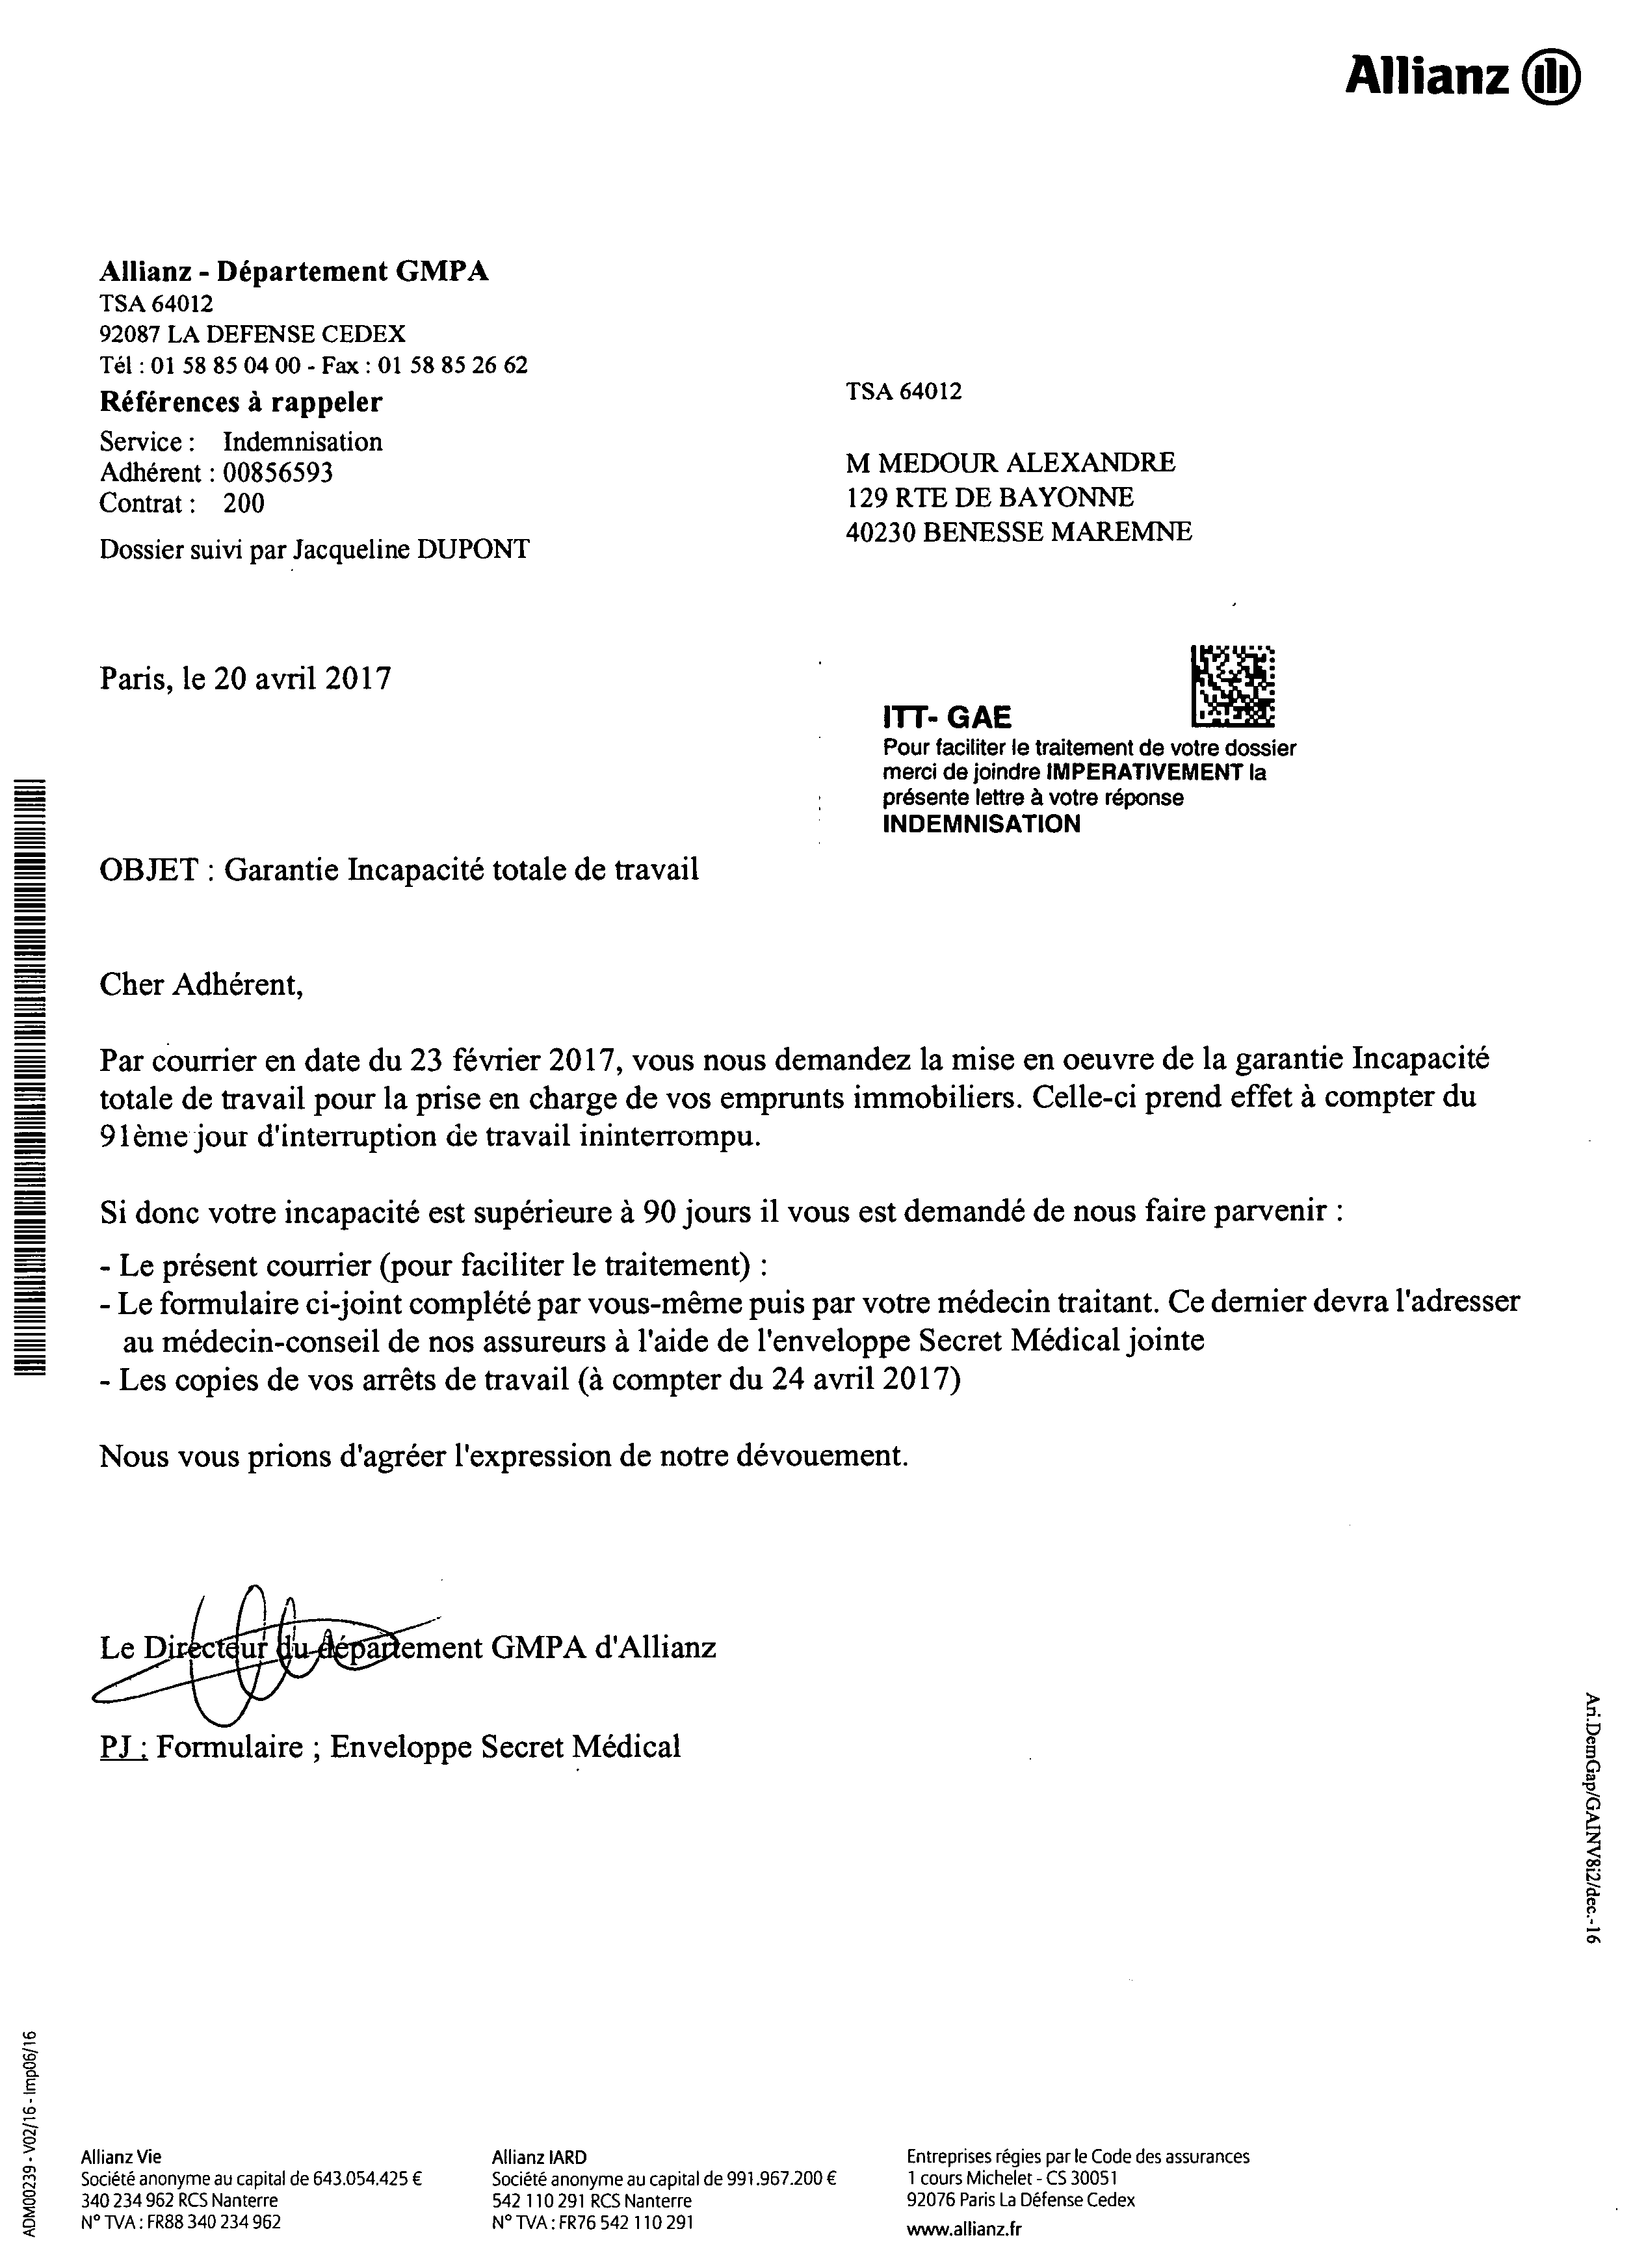 Allianz
Allianz - Département GMPA
TSA 64012
92087 LA DEFENSE CEDEX
Tél : 01 58 85 04 00 - Fax : 01 58 85 26 62
Références à rappeler
Service : Indemnisation
Adhérent : 00856593
Contrat : 200
Dossier suivi par Jacqueline DUPONT
TSA 64012
M MEDOUR ALEXANDRE
129 RTE DE BAYONNE
40230 BENESSE MAREMNE
Paris, le 20 avril 2017
ITT- GAE
Pour faciliter le traitement de votre dossier
merci de joindre IMPERATIVEMENT la
présente lettre à votre réponse
INDEMNISATION
OBJET : Garantie Incapacité totale de travail
Cher Adhérent,
Par courrier en date du 23 février 2017, vous nous demandez la mise en oeuvre de la garantie Incapacité
totale de travail pour la prise en charge de vos emprunts immobiliers. Celle-ci prend effet à compter du
91ème jour d'interruption de travail ininterrompu.
Si donc votre incapacité est supérieure à 90 jours il vous est demandé de nous faire parvenir :
- Le présent courrier (pour faciliter le traitement) :
- Le formulaire ci-joint complété par vous-même puis par votre médecin traitant. Ce dernier devra l'adresser
au médecin-conseil de nos assureurs à l'aide de l'enveloppe Secret Médical jointe
- Les copies de vos arrêts de travail (à compter du 24 avril 2017)
Nous vous prions d'agréer l'expression de notre dévouement.
Le Directeur du département GMPA d'Allianz
PJ : Formulaire ; Enveloppe Secret Médical
Ari.DemGap/GAINV8i2/dec.-16
ADM00239 - V02/16 - Imp06/16
Allianz Vie
Société anonyme au capital de 643.054.425 €
340 234 962 RCS Nanterre
N° TVA : FR88 340 234 962
Allianz IARD
Société anonyme au capital de 991.967.200 €
542 110 291 RCS Nanterre
N° TVA : FR76 542 110 291
Entreprises régies par le Code des assurances
1 cours Michelet - CS 30051
92076 Paris La Défense Cedex
www.allianz.fr